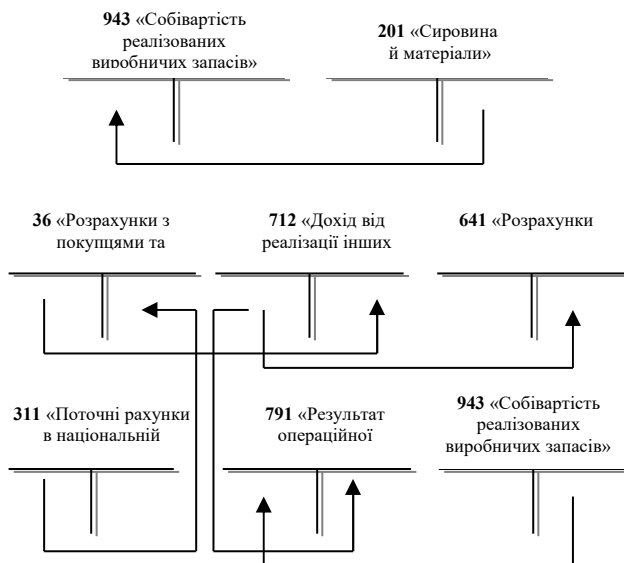 943 «Собівартість
реалізованих
виробничих запасів»
201 «Сировина
й матеріали»
36 «Розрахунки з
покупцями та
712 «Дохід від
реалізації інших
641 «Розрахунки
311 «Поточні рахунки
в національній
791 «Результат
операційної
943 «Собівартість
реалізованих
виробничих запасів»